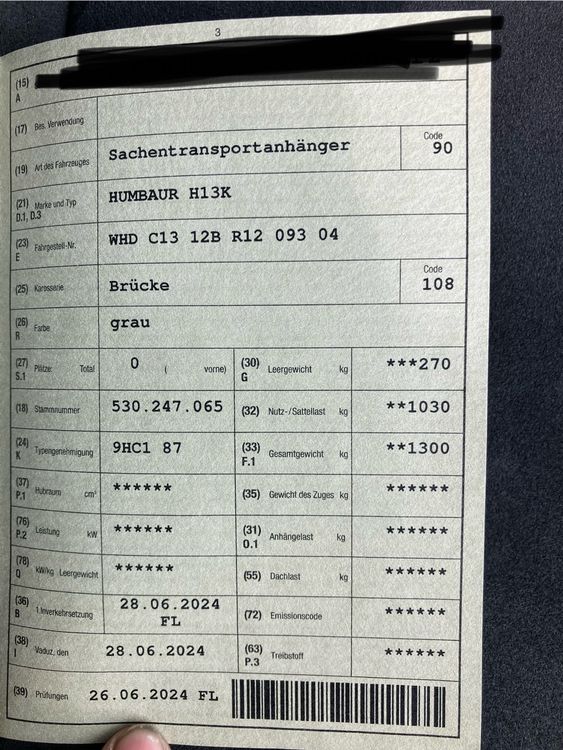 3
(15)
A
(17) Bes. Verwendung
(19) Art des Fahrzeuges Sachentransportanhänger Code 90
(21) Marke und Typ HUMBAUR H13K
D.1, D.3
(23) Fahrgestell-Nr. WHD C13 12B R12 093 04
E
(25) Karosserie Brücke Code 108
(26) Farbe grau
R
(27) Plätze: Total 0 ( vorne) (30) Leergewicht kg ***270
S.1 G
(18) Stammnummer 530.247.065 (32) Nutz-/Sattellast kg **1030
(24) Typengenehmigung 9HC1 87 (33) Gesamtgewicht kg **1300
K F.1
(37) Hubraum cm³ ****** (35) Gewicht des Zuges kg ******
P.1
(76) Leistung kW ****** (31) Anhängelast kg ******
P.2 O.1
(78) kW/kg Leergewicht ****** (55) Dachlast kg ******
Q
(36) 1.Inverkehrsetzung 28.06.2024 (72) Emissionscode ******
B FL
(38) Vaduz, den 28.06.2024 (63) Treibstoff ******
I P.3
(39) Prüfungen 26.06.2024 FL